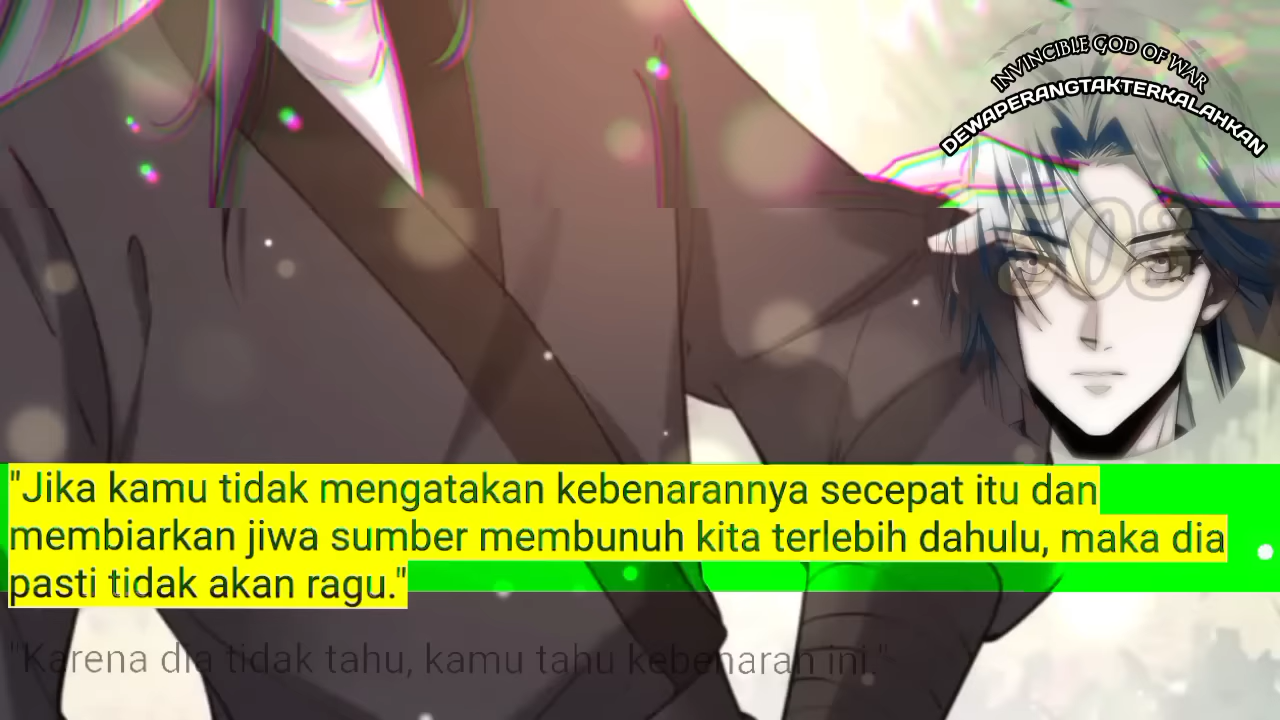 INVINCIBLE GOD OF WAR
DEWAPERANGTAKTERKALAHKAN
503
"Jika kamu tidak mengatakan kebenarannya secepat itu dan
membiarkan jiwa sumber membunuh kita terlebih dahulu, maka dia
pasti tidak akan ragu."
"Karena dia tidak tahu, kamu tahu kebenaran ini."